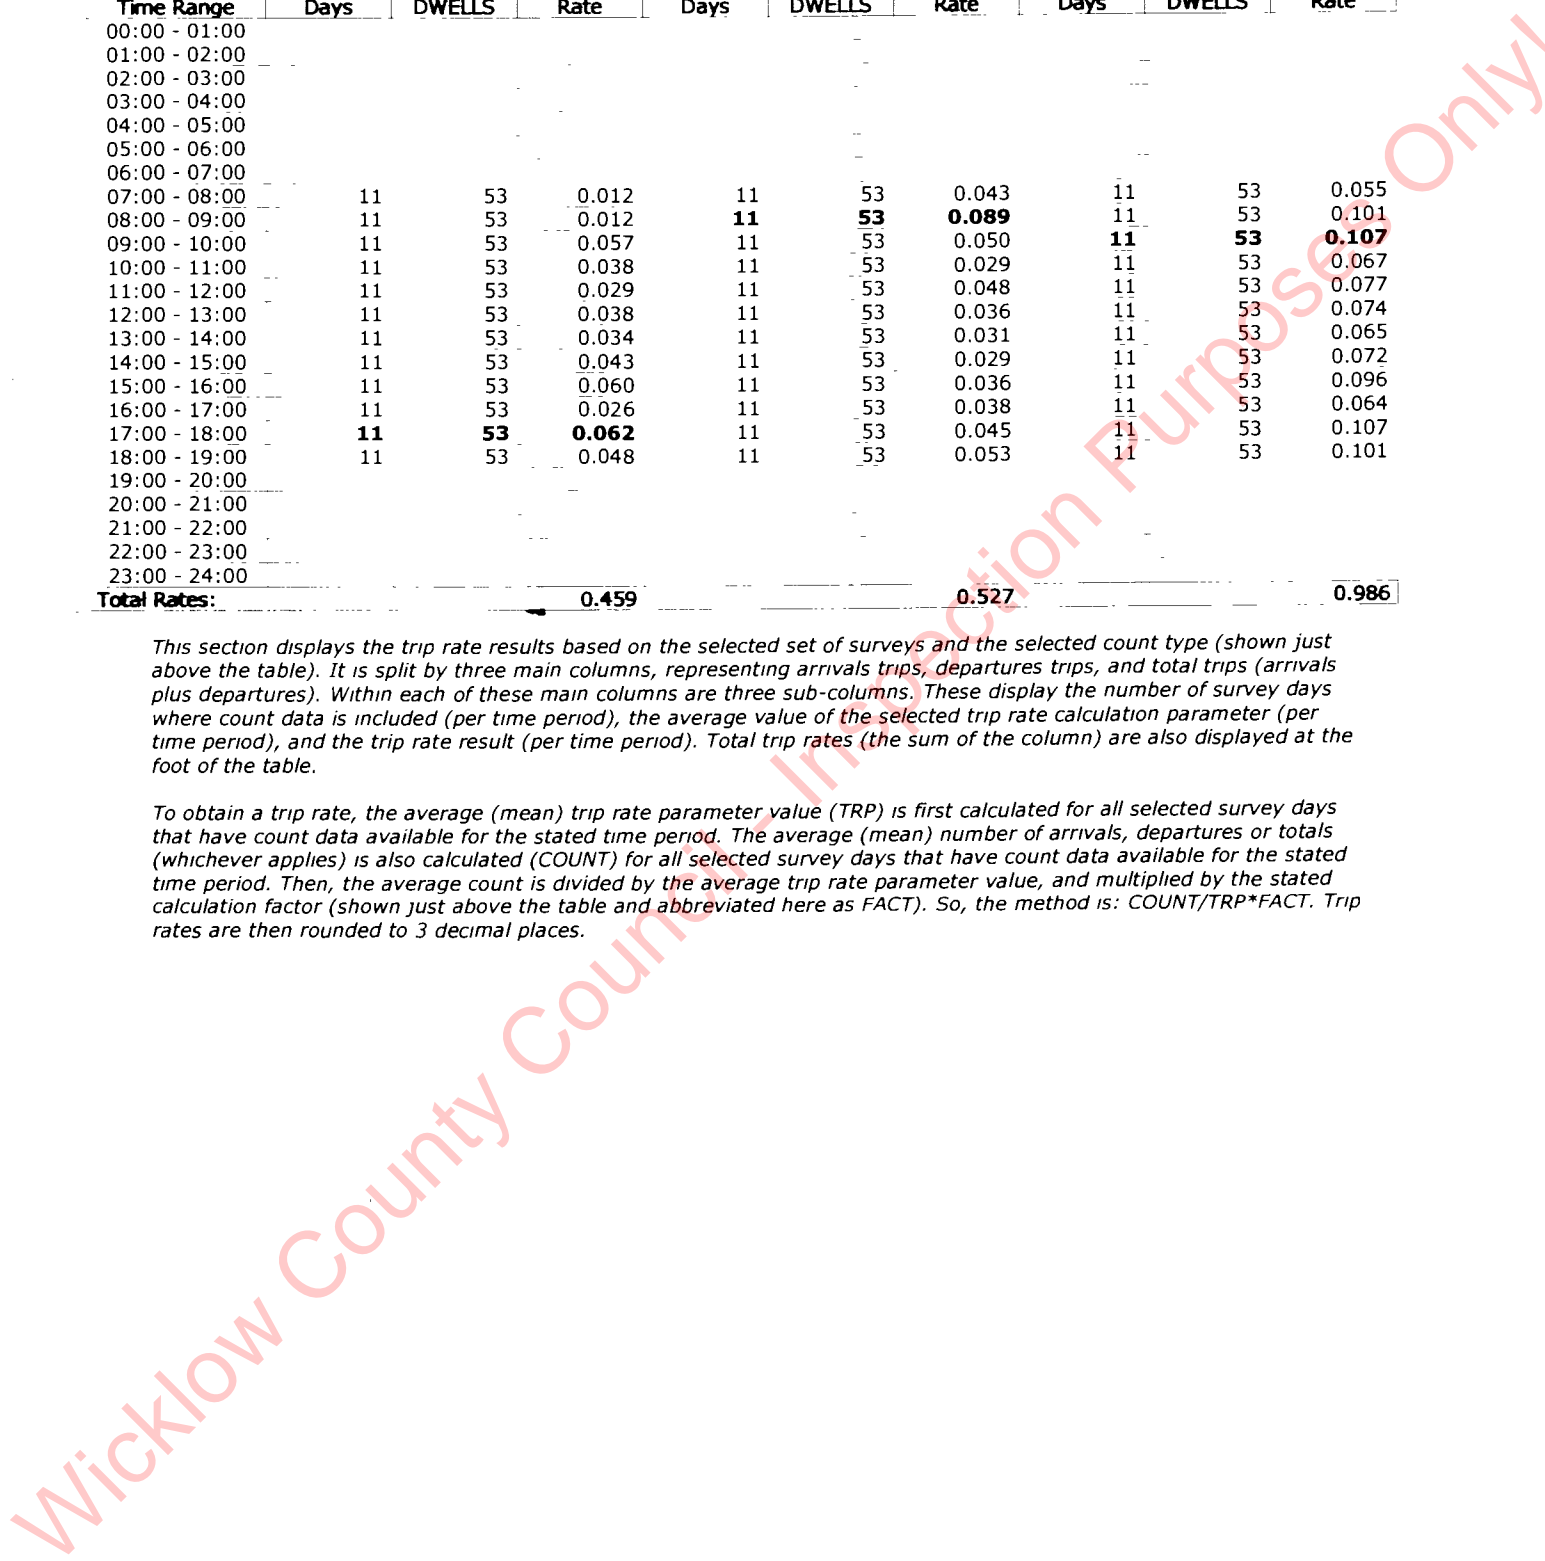 Time Range Days DWELLS Rate Days DWELLS Rate Days DWELLS Rate
00:00 - 01:00
01:00 - 02:00
02:00 - 03:00
03:00 - 04:00
04:00 - 05:00
05:00 - 06:00
06:00 - 07:00
07:00 - 08:00 11 53 0.012 11 53 0.043 11 53 0.055
08:00 - 09:00 11 53 0.012 11 53 0.089 11 53 0.101
09:00 - 10:00 11 53 0.057 11 53 0.050 11 53 0.107
10:00 - 11:00 11 53 0.038 11 53 0.029 11 53 0.067
11:00 - 12:00 11 53 0.029 11 53 0.048 11 53 0.077
12:00 - 13:00 11 53 0.038 11 53 0.036 11 53 0.074
13:00 - 14:00 11 53 0.034 11 53 0.031 11 53 0.065
14:00 - 15:00 11 53 0.043 11 53 0.029 11 53 0.072
15:00 - 16:00 11 53 0.060 11 53 0.036 11 53 0.096
16:00 - 17:00 11 53 0.026 11 53 0.038 11 53 0.064
17:00 - 18:00 11 53 0.062 11 53 0.045 11 53 0.107
18:00 - 19:00 11 53 0.048 11 53 0.053 11 53 0.101
19:00 - 20:00
20:00 - 21:00
21:00 - 22:00
22:00 - 23:00
23:00 - 24:00
Total Rates: 0.459 0.527 0.986
This section displays the trip rate results based on the selected set of surveys and the selected count type (shown just
above the table). It is split by three main columns, representing arrivals trips, departures trips, and total trips (arrivals
plus departures). Within each of these main columns are three sub-columns. These display the number of survey days
where count data is included (per time period), the average value of the selected trip rate calculation parameter (per
time period), and the trip rate result (per time period). Total trip rates (the sum of the column) are also displayed at the
foot of the table.
To obtain a trip rate, the average (mean) trip rate parameter value (TRP) is first calculated for all selected survey days
that have count data available for the stated time period. The average (mean) number of arrivals, departures or totals
(whichever applies) is also calculated (COUNT) for all selected survey days that have count data available for the stated
time period. Then, the average count is divided by the average trip rate parameter value, and multiplied by the stated
calculation factor (shown just above the table and abbreviated here as FACT). So, the method is: COUNT/TRP*FACT. Trip
rates are then rounded to 3 decimal places.
Wicklow County Council - Inspection Purposes Only!